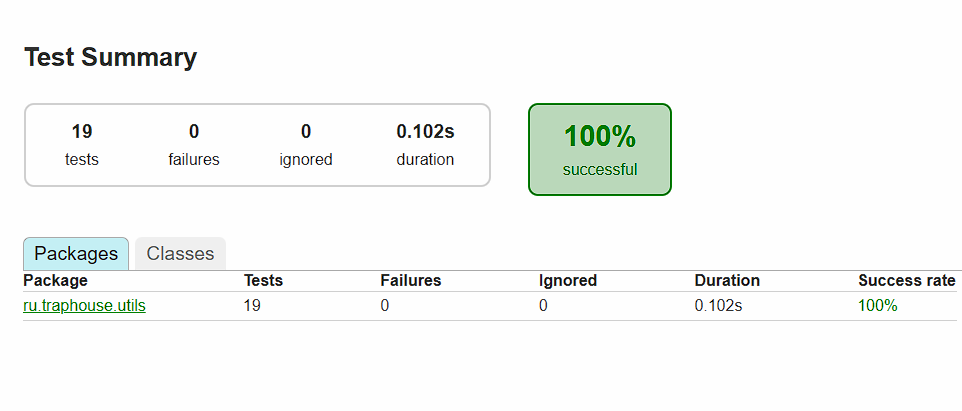 Test Summary
19 0 0 0.102s
tests failures ignored duration
100%
successful
Packages Classes
Package Tests Failures Ignored Duration Success rate
ru.traphouse.utils 19 0 0 0.102s 100%